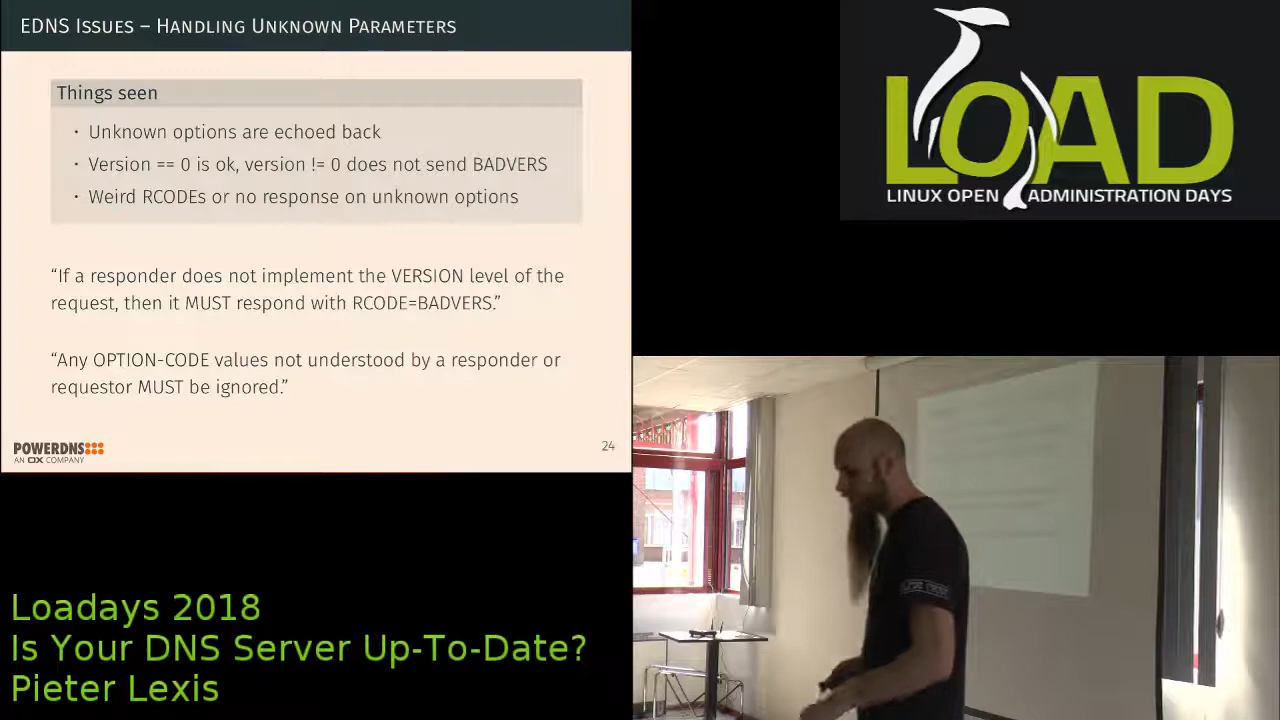 EDNS Issues – Handling Unknown Parameters
Things seen
· Unknown options are echoed back
· Version == 0 is ok, version != 0 does not send BADVERS
· Weird RCODEs or no response on unknown options
“If a responder does not implement the VERSION level of the
request, then it MUST respond with RCODE=BADVERS.”
“Any OPTION-CODE values not understood by a responder or
requestor MUST be ignored.”
POWERDNS
AN OX COMPANY
24
LOAD
LINUX OPEN ADMINISTRATION DAYS
Loadays 2018
Is Your DNS Server Up-To-Date?
Pieter Lexis